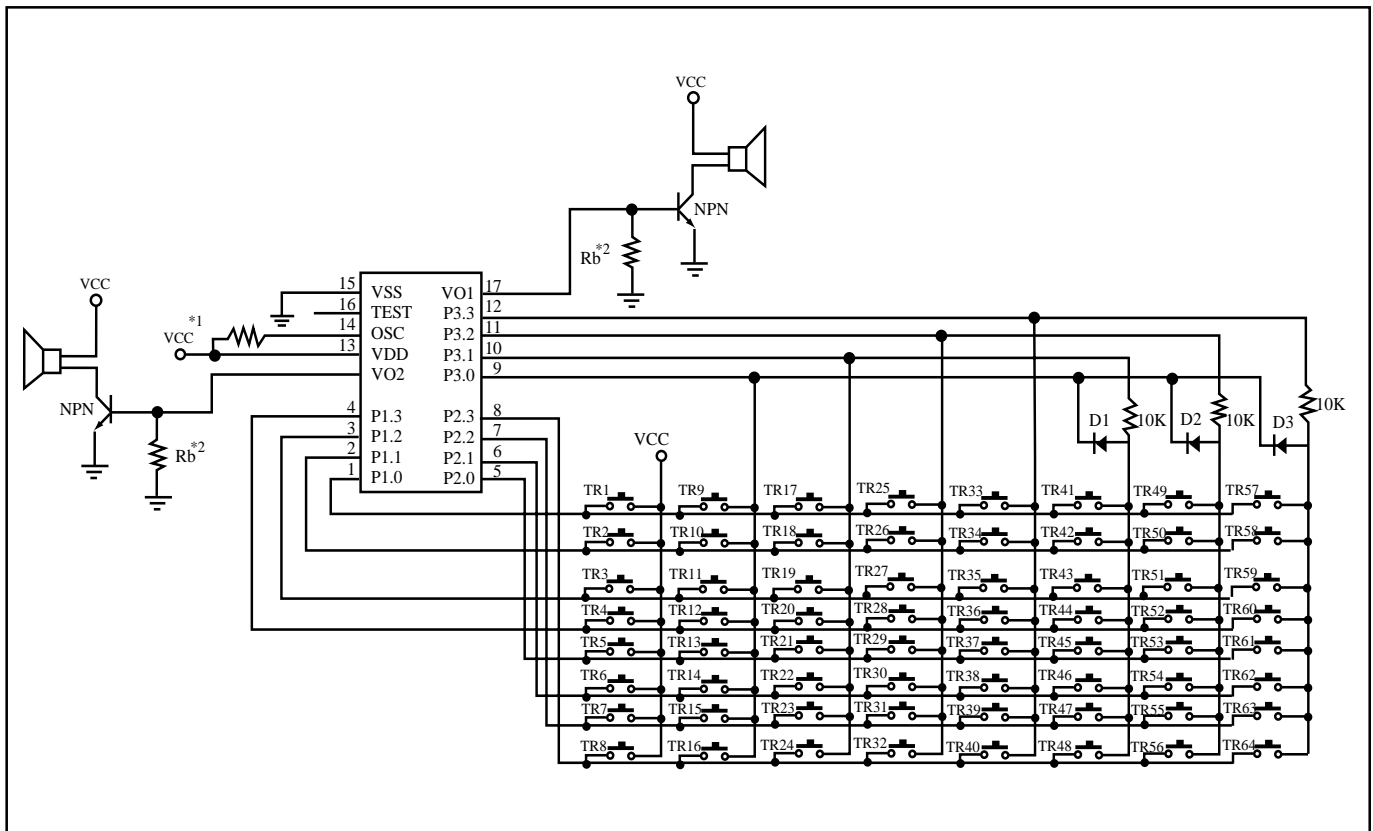 VCC
NPN
Rb*2
VCC
VCC *1
NPN
Rb*2
15 VSS VO1 17
16 TEST P3.3 12
14 OSC P3.2 11
13 VDD P3.1 10
VO2 P3.0 9
4 P1.3 P2.3 8
3 P1.2 P2.2 7
2 P1.1 P2.1 6
1 P1.0 P2.0 5
D1 10K D2 10K D3 10K
VCC
TR1 TR9 TR17 TR25 TR33 TR41 TR49 TR57
TR2 TR10 TR18 TR26 TR34 TR42 TR50 TR58
TR3 TR11 TR19 TR27 TR35 TR43 TR51 TR59
TR4 TR12 TR20 TR28 TR36 TR44 TR52 TR60
TR5 TR13 TR21 TR29 TR37 TR45 TR53 TR61
TR6 TR14 TR22 TR30 TR38 TR46 TR54 TR62
TR7 TR15 TR23 TR31 TR39 TR47 TR55 TR63
TR8 TR16 TR24 TR32 TR40 TR48 TR56 TR64